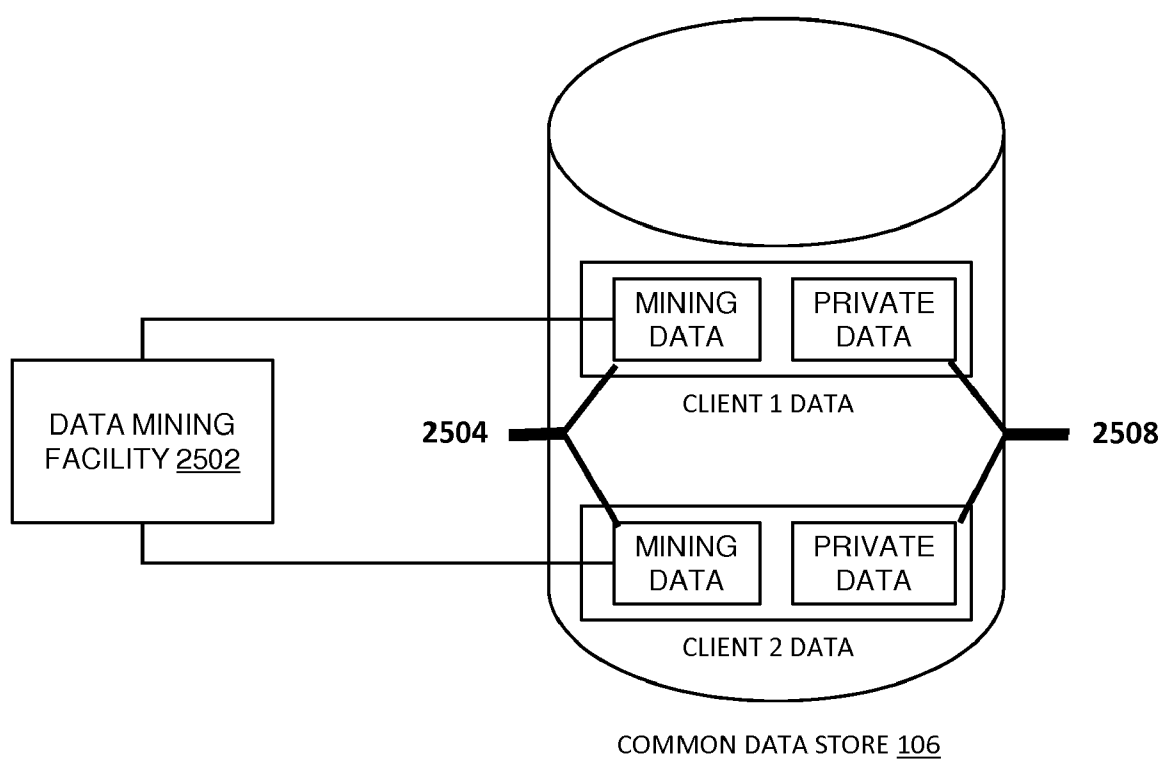 MINING
DATA
PRIVATE
DATA
CLIENT 1 DATA
DATA MINING
FACILITY 2502
2504
2508
MINING
DATA
PRIVATE
DATA
CLIENT 2 DATA
COMMON DATA STORE 106